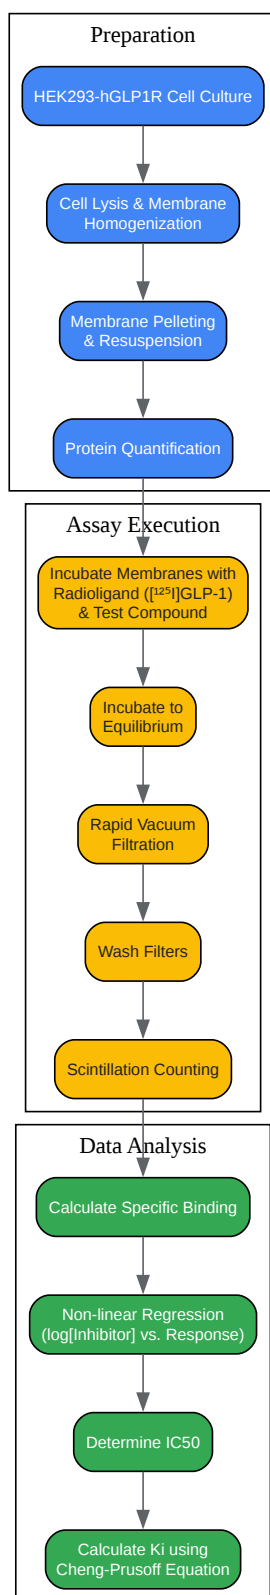 Preparation
HEK293-hGLP1R Cell Culture
Cell Lysis & Membrane
Homogenization
Membrane Pelleting
& Resuspension
Protein Quantification
Assay Execution
Incubate Membranes with
Radioligand ([¹²⁵I]GLP-1)
& Test Compound
Incubate to
Equilibrium
Rapid Vacuum
Filtration
Wash Filters
Scintillation Counting
Data Analysis
Calculate Specific Binding
Non-linear Regression
(log[Inhibitor] vs. Response)
Determine IC50
Calculate Ki using
Cheng-Prusoff Equation